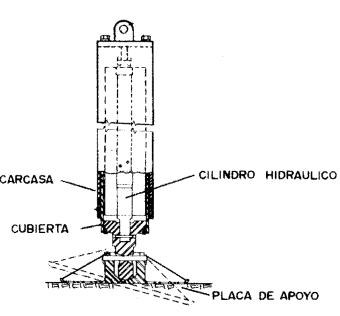 CARCASA
CILINDRO HIDRAULICO
CUBIERTA
PLACA DE APOYO